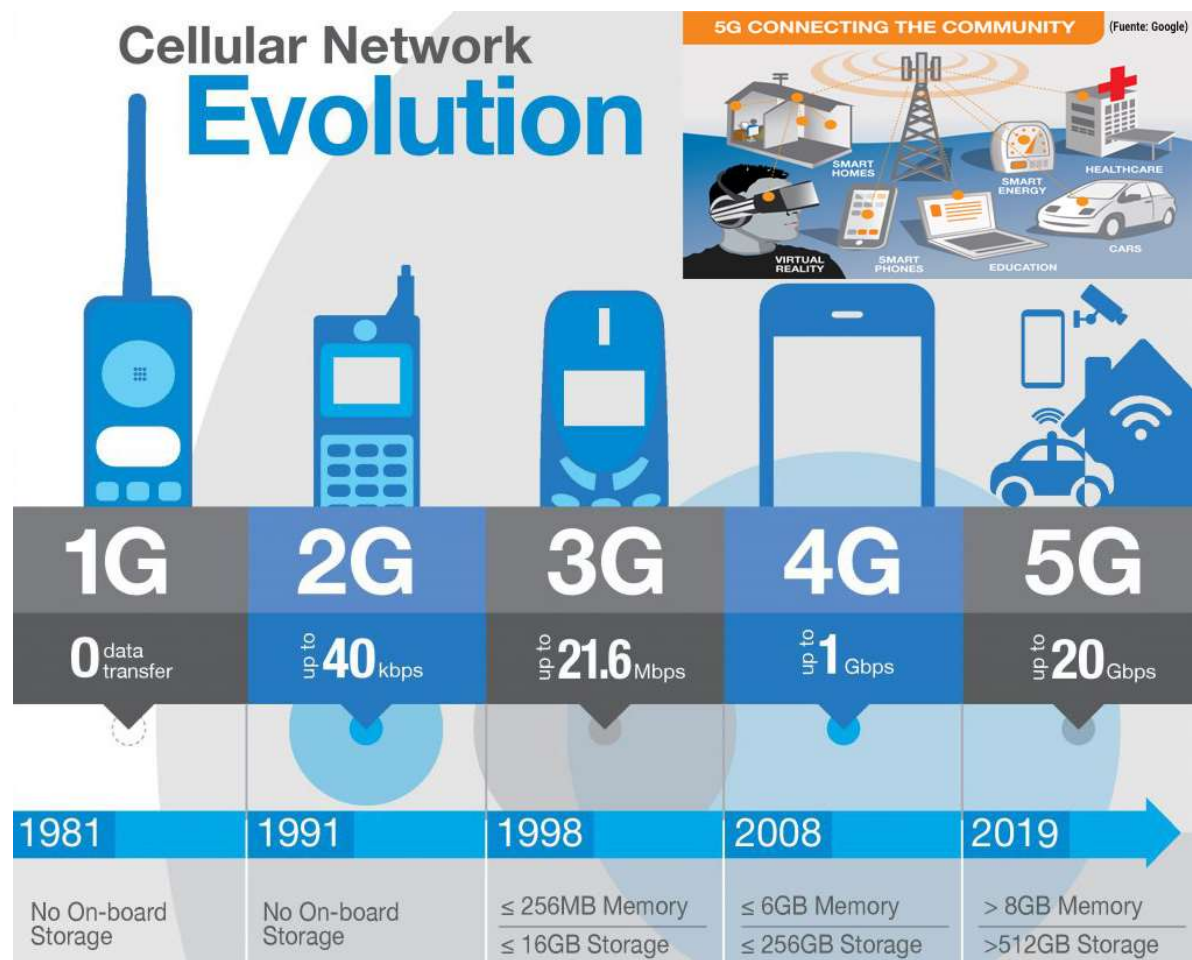 Cellular Network
Evolution
5G CONNECTING THE COMMUNITY
(Fuente: Google)
SMART
HOMES
SMART
ENERGY
HEALTHCARE
VIRTUAL
REALITY
SMART
PHONES
EDUCATION
CARS
1G
2G
3G
4G
5G
0 data transfer
up to 40 kbps
up to 21.6 Mbps
up to 1 Gbps
up to 20 Gbps
1981
1991
1998
2008
2019
No On-board
Storage
No On-board
Storage
≤ 256MB Memory
≤ 16GB Storage
≤ 6GB Memory
≤ 256GB Storage
> 8GB Memory
>512GB Storage